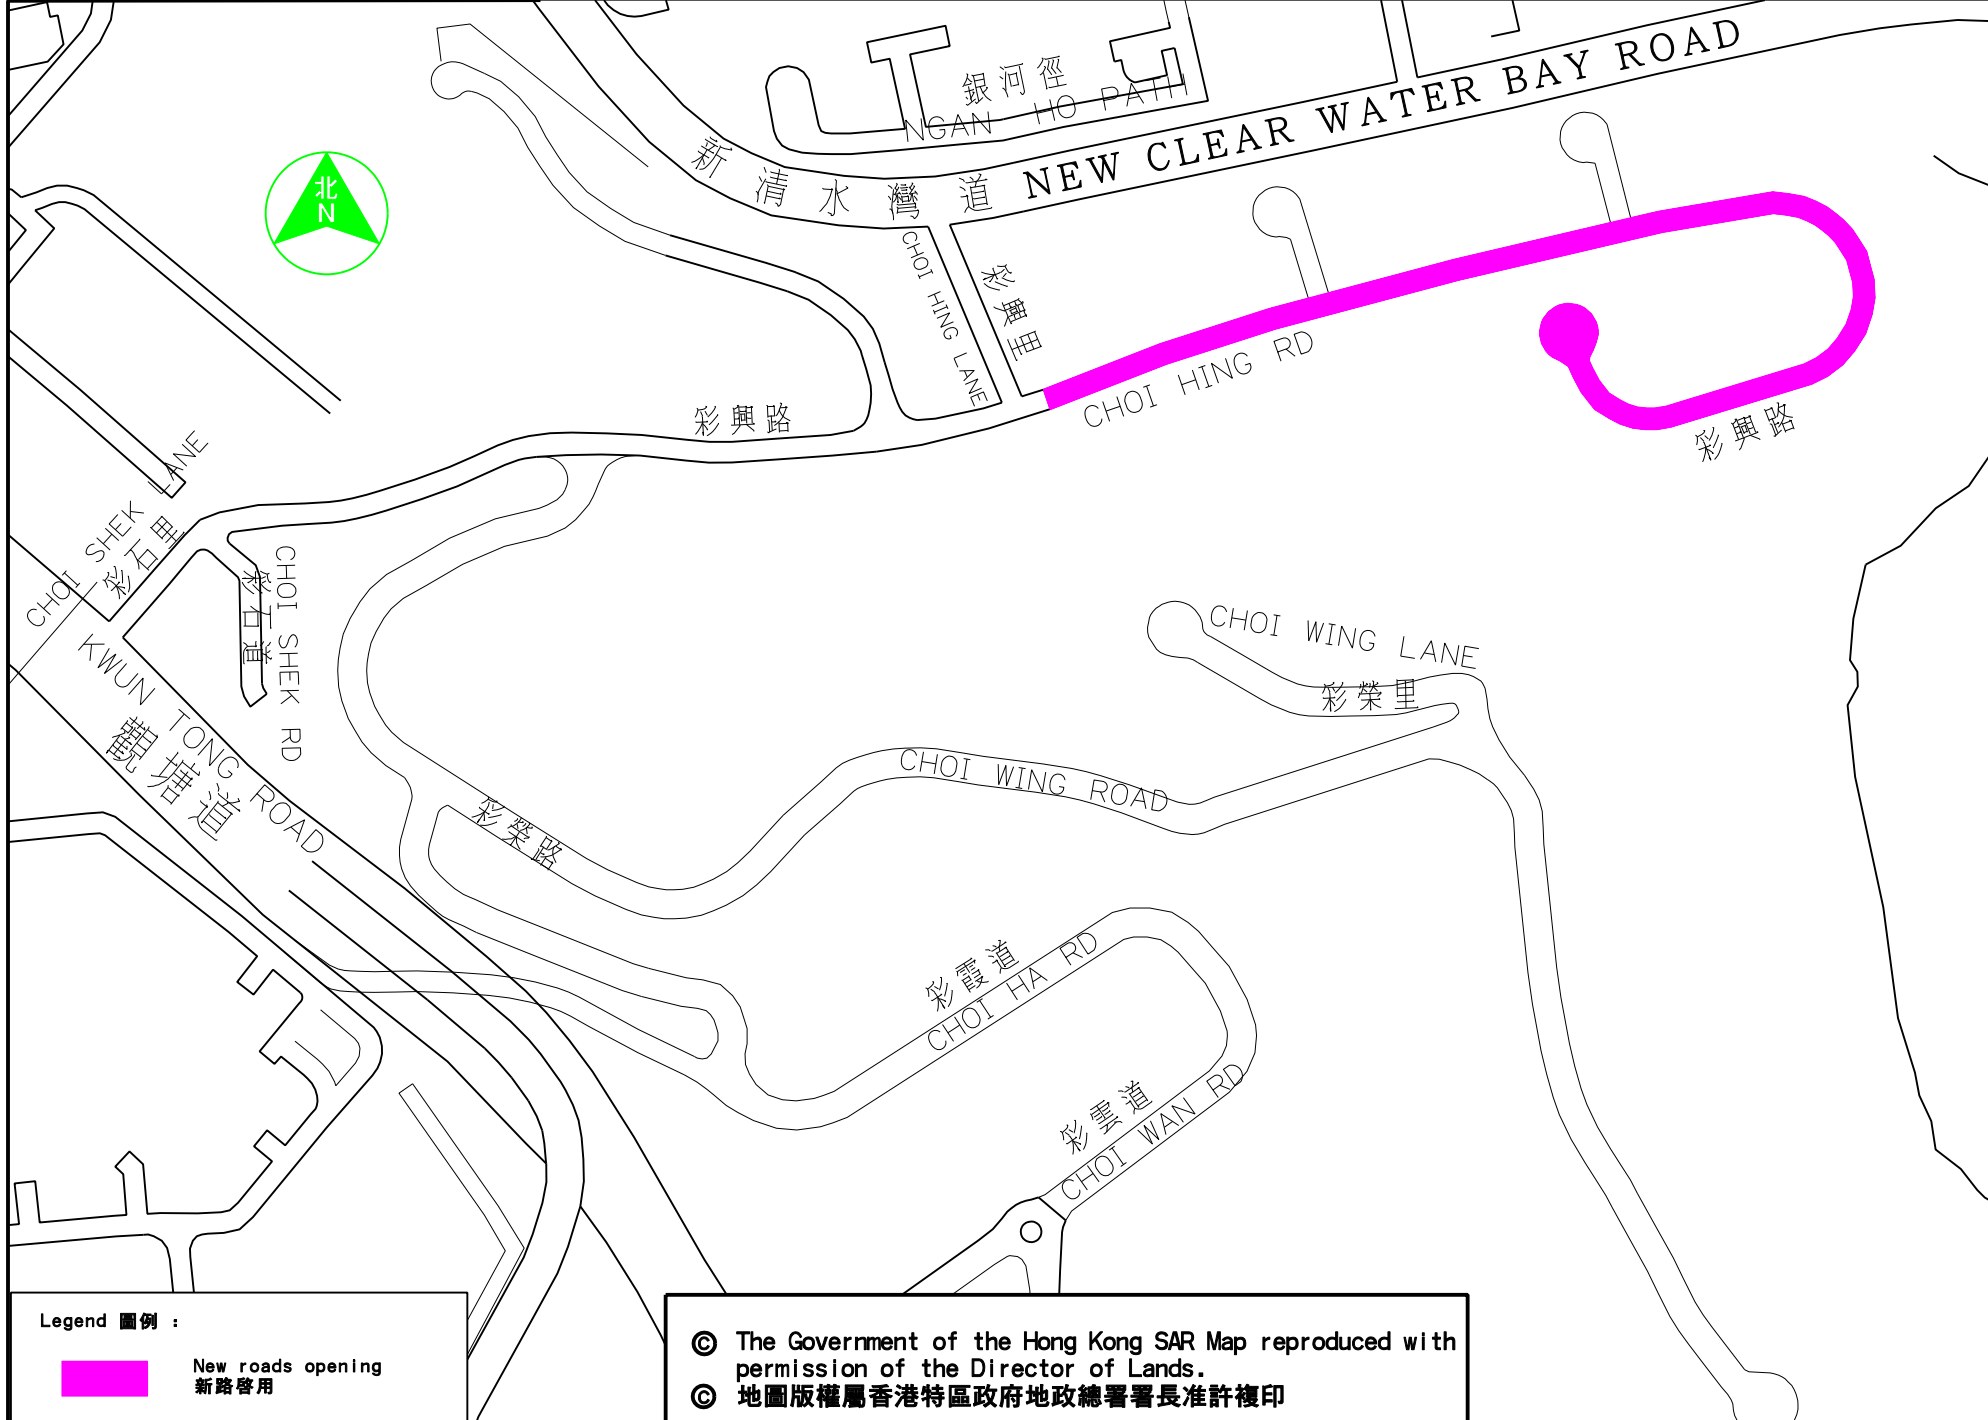 銀河徑
NGAN HO PATH
NEW CLEAR WATER BAY ROAD
新清水灣道
北
N
CHOI HING LANE
彩興里
CHOI HING RD
彩興路
彩興路
CHOI SHEK LANE
彩石里
CHOI SHEK RD
彩石道
KWUN TONG ROAD
觀塘道
CHOI WING LANE
彩榮里
CHOI WING ROAD
彩榮路
彩霞道
CHOI HA RD
彩雲道
CHOI WAN RD
Legend 圖例 :
New roads opening
新路啓用
© The Government of the Hong Kong SAR Map reproduced with
permission of the Director of Lands.
© 地圖版權屬香港特區政府地政總署署長准許複印